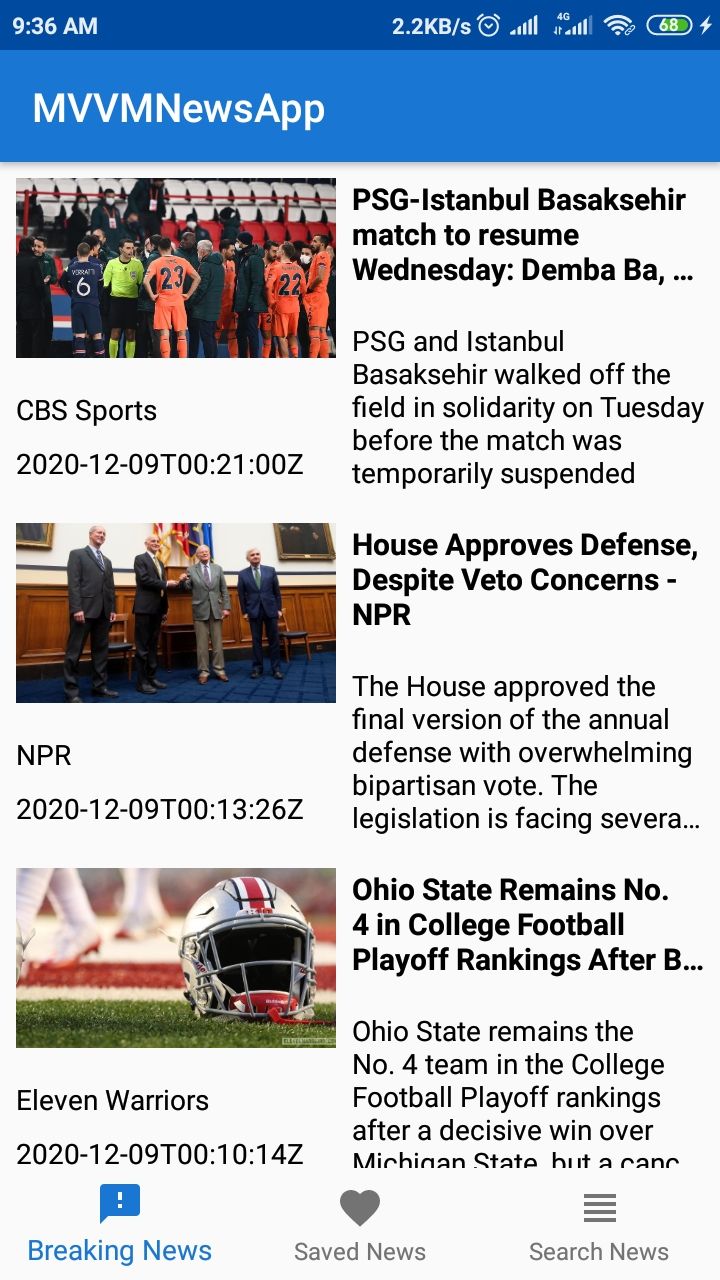 9:36 AM
2.2KB/s
4G
68
MVVMNewsApp
VERRATTI
6
23
22
PSG-Istanbul Basaksehir
match to resume
Wednesday: Demba Ba, ...
PSG and Istanbul
Basaksehir walked off the
field in solidarity on Tuesday
before the match was
temporarily suspended
CBS Sports
2020-12-09T00:21:00Z
House Approves Defense,
Despite Veto Concerns -
NPR
The House approved the
final version of the annual
defense with overwhelming
bipartisan vote. The
legislation is facing severa...
NPR
2020-12-09T00:13:26Z
Ohio State Remains No.
4 in College Football
Playoff Rankings After B...
Ohio State remains the
No. 4 team in the College
Football Playoff rankings
after a decisive win over
Michigan State, but a canc
Eleven Warriors
2020-12-09T00:10:14Z
Breaking News
Saved News
Search News